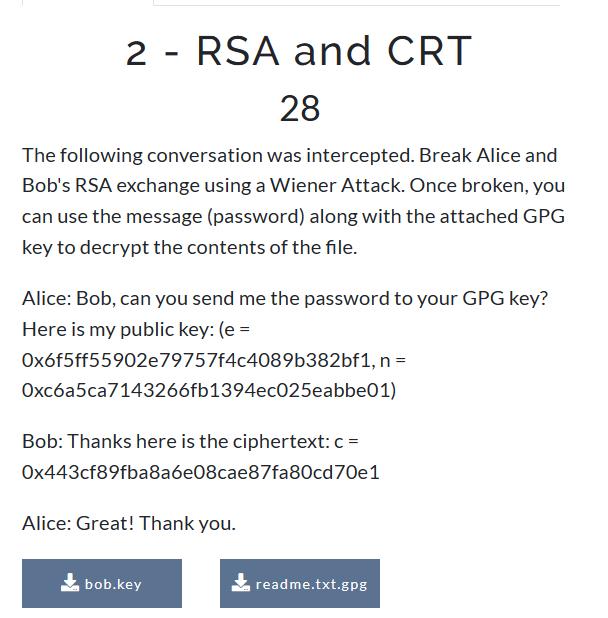 2 - RSA and CRT
28
The following conversation was intercepted. Break Alice and
Bob's RSA exchange using a Wiener Attack. Once broken, you
can use the message (password) along with the attached GPG
key to decrypt the contents of the file.
Alice: Bob, can you send me the password to your GPG key?
Here is my public key: (e =
0x6f5ff55902e79757f4c4089b382bf1, n =
0xc6a5ca7143266fb1394ec025eabbe01)
Bob: Thanks here is the ciphertext: c =
0x443cf89fba8a6e08cae87fa80cd70e1
Alice: Great! Thank you.
bob.key
readme.txt.gpg